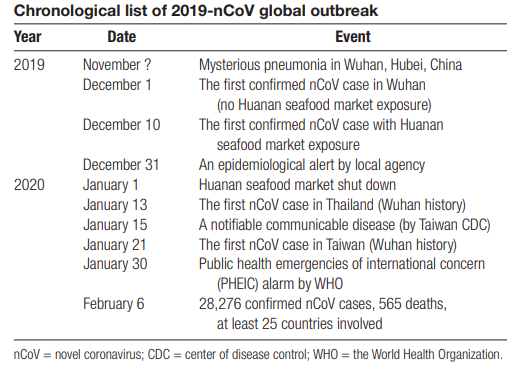 Chronological list of 2019-nCoV global outbreak
Year Date Event
2019 November ? Mysterious pneumonia in Wuhan, Hubei, China
December 1 The first confirmed nCoV case in Wuhan
(no Huanan seafood market exposure)
December 10 The first confirmed nCoV case with Huanan
seafood market exposure
December 31 An epidemiological alert by local agency
2020 January 1 Huanan seafood market shut down
January 13 The first nCoV case in Thailand (Wuhan history)
January 15 A notifiable communicable disease (by Taiwan CDC)
January 21 The first nCoV case in Taiwan (Wuhan history)
January 30 Public health emergencies of international concern
(PHEIC) alarm by WHO
February 6 28,276 confirmed nCoV cases, 565 deaths,
at least 25 countries involved
nCoV = novel coronavirus; CDC = center of disease control; WHO = the World Health Organization.